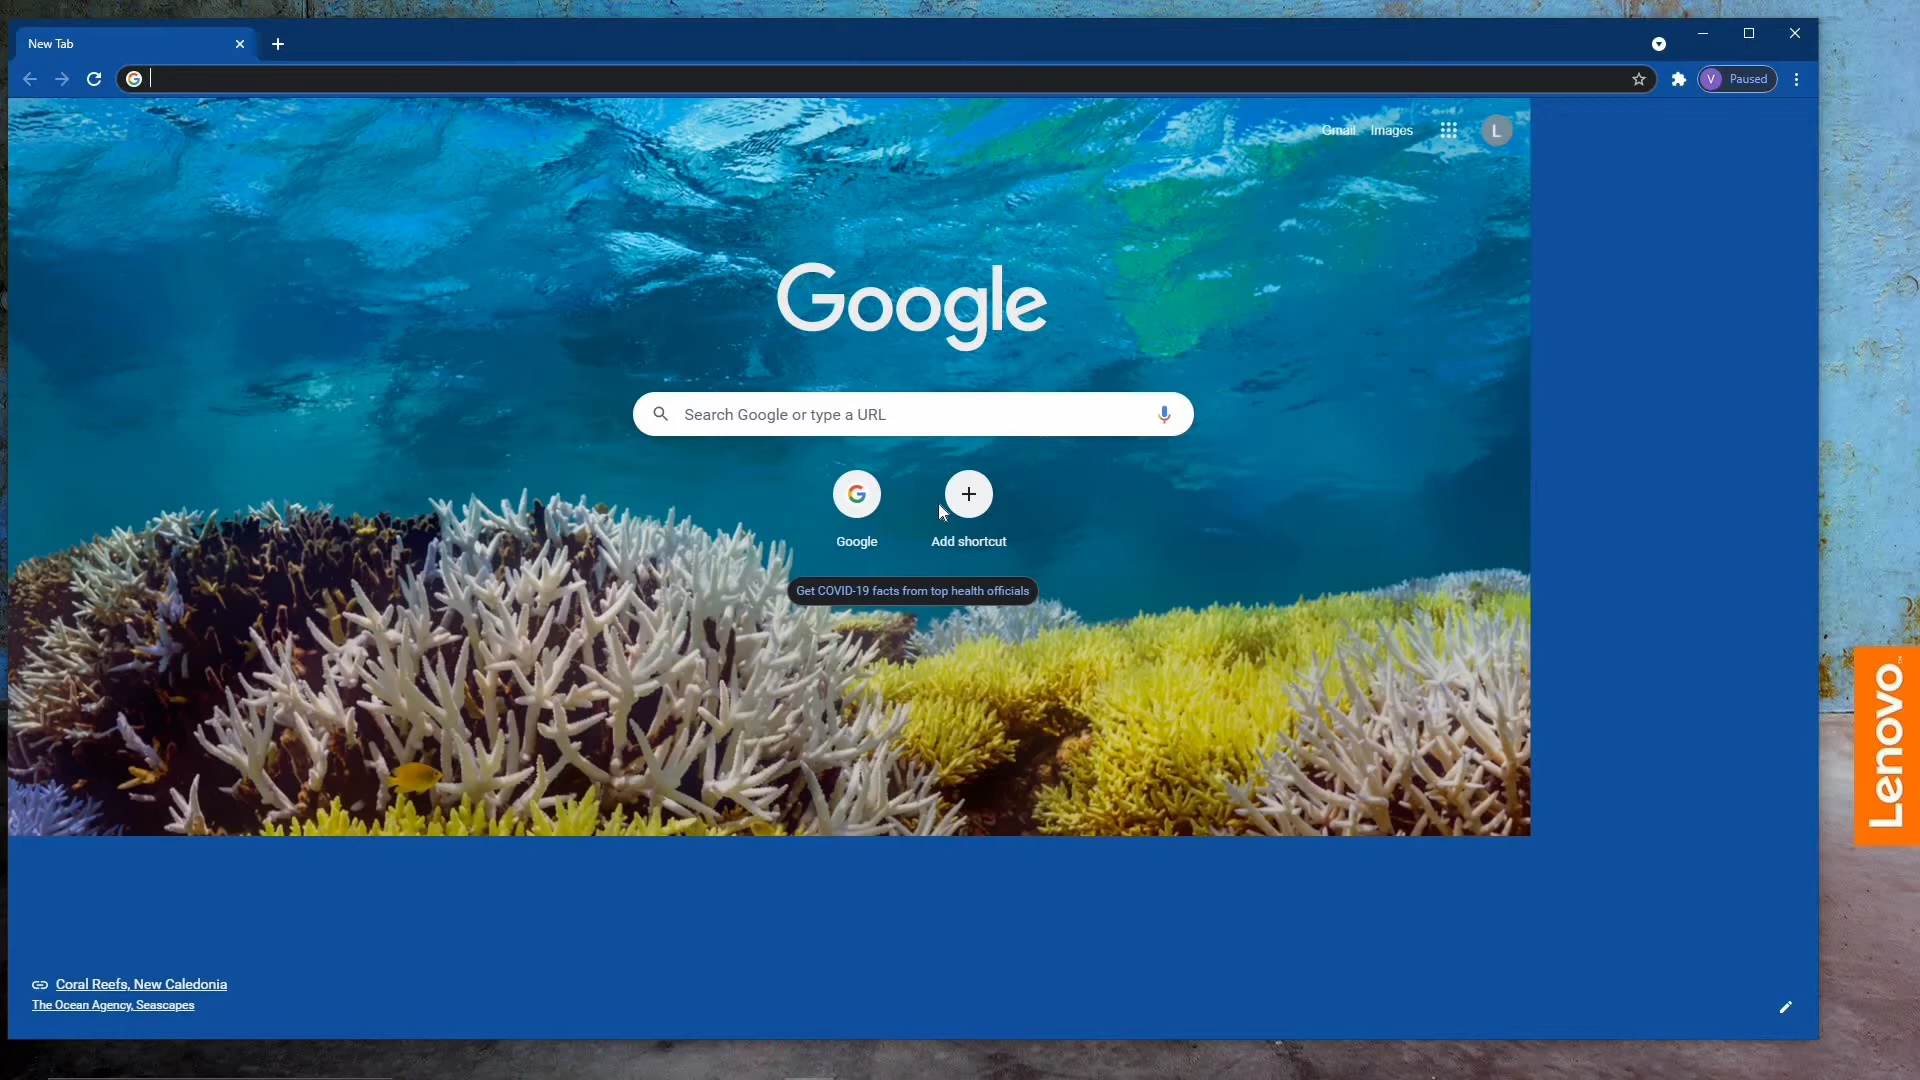 New Tab
V Paused
Gmail Images L
Google
Search Google or type a URL
Google
Add shortcut
Get COVID-19 facts from top health officials
Lenovo™
Coral Reefs, New Caledonia
The Ocean Agency, Seascapes